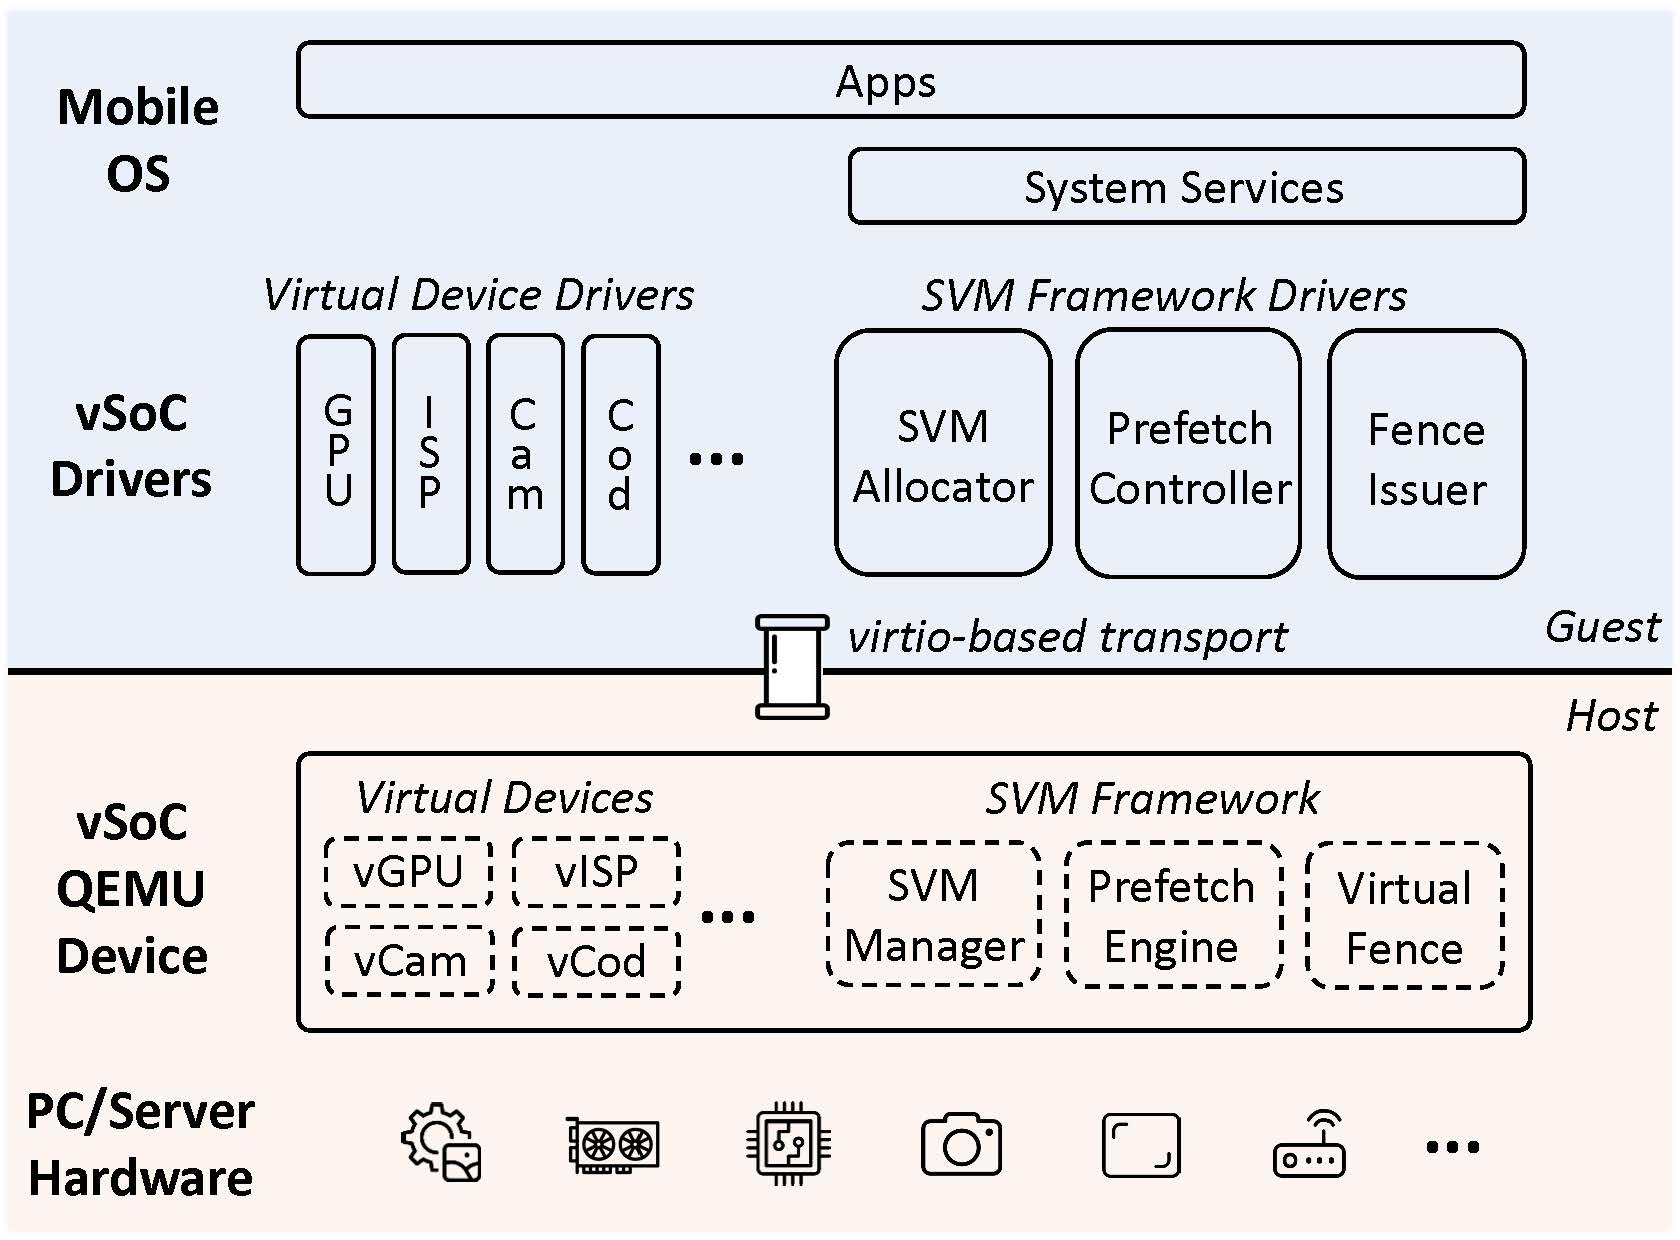 Mobile
OS
Apps
System Services
Virtual Device Drivers
SVM Framework Drivers
vSoC
Drivers
GPU
ISP
Cam
Cod
...
SVM
Allocator
Prefetch
Controller
Fence
Issuer
virtio-based transport
Guest
Host
vSoC
QEMU
Device
Virtual Devices
SVM Framework
vGPU
vISP
vCam
vCod
...
SVM
Manager
Prefetch
Engine
Virtual
Fence
PC/Server
Hardware
...